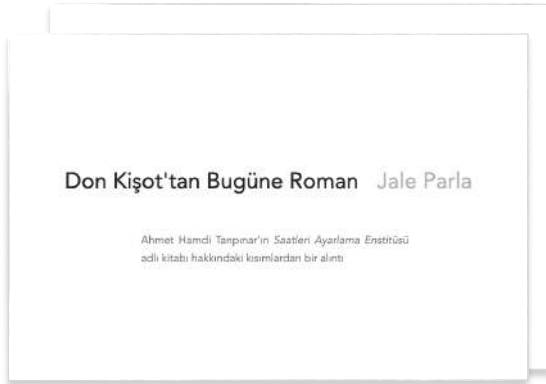 Don Kişot'tan Bugüne Roman Jale Parla
Ahmet Hamdi Tanpınar'ın Saatleri Ayarlama Enstitüsü
adlı kitabı hakkındaki kısımlardan bir alıntı